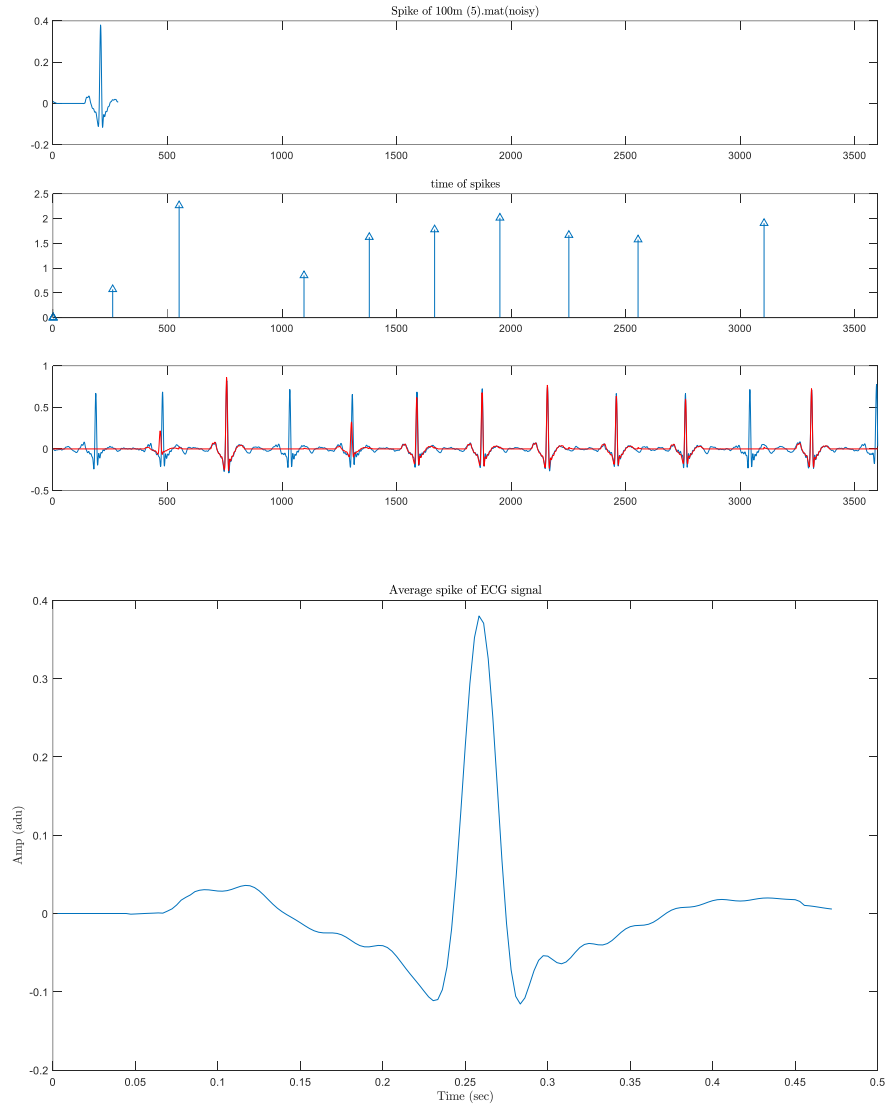 Spike of 100m (5).mat(noisy)
0.4
0.2
0
-0.2
0 500 1000 1500 2000 2500 3000 3500
time of spikes
2.5
2
1.5
1
0.5
0
0 500 1000 1500 2000 2500 3000 3500
1
0.5
0
-0.5
0 500 1000 1500 2000 2500 3000 3500
Average spike of ECG signal
0.4
0.3
0.2
0.1
0
-0.1
-0.2
Amp (adu)
0 0.05 0.1 0.15 0.2 0.25 0.3 0.35 0.4 0.45 0.5
Time (sec)